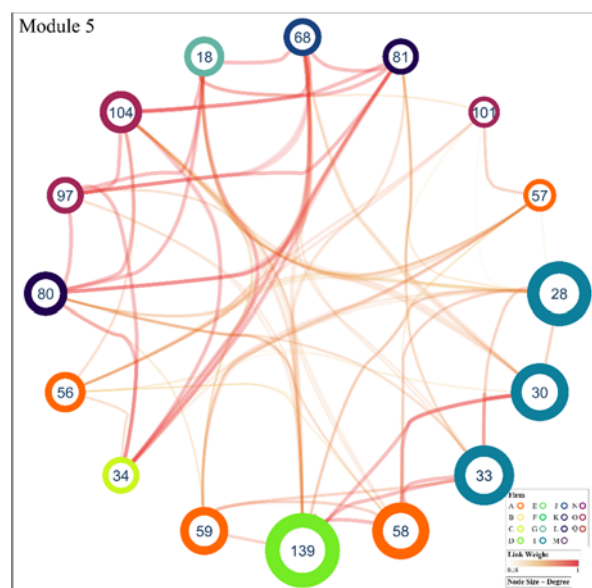 Module 5
68
18
81
104
101
97
57
80
28
56
30
34
33
59
58
139
Firm
A E J N
B F K O
C G L Q
D I M
Link Weight
1
Node Size ~ Degree